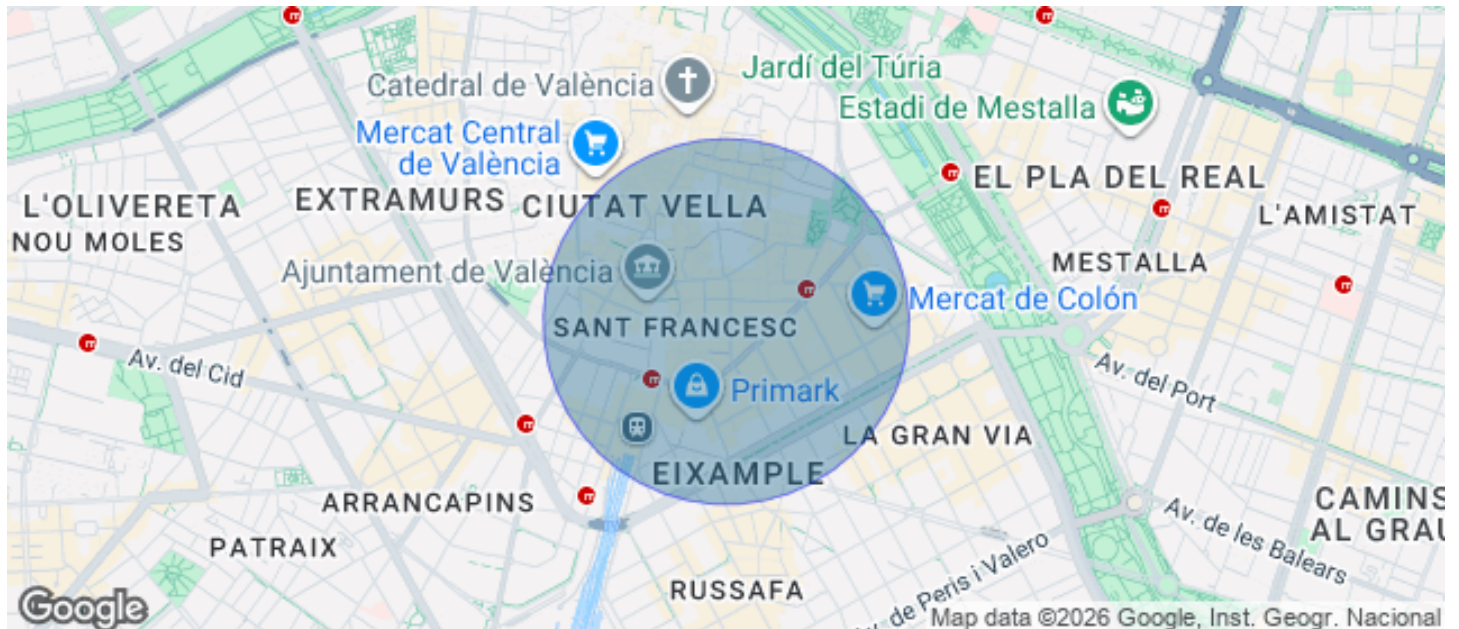 Catedral de València
Jardí del Túria
Estadi de Mestalla
Mercat Central
de València
EL PLA DEL REAL
L'OLIVERETA
NOU MOLES
EXTRAMURS
CIUTAT VELLA
L'AMISTAT
Ajuntament de València
MESTALLA
Mercat de Colón
SANT FRANCESC
Av. del Cid
Primark
Av. del Port
LA GRAN VIA
EIXAMPLE
ARRANCAPINS
CAMINS
AL GRAU
PATRAIX
Av. de les Balears
Av. de Peris i Valero
RUSSAFA
Google
Map data ©2026 Google, Inst. Geogr. Nacional